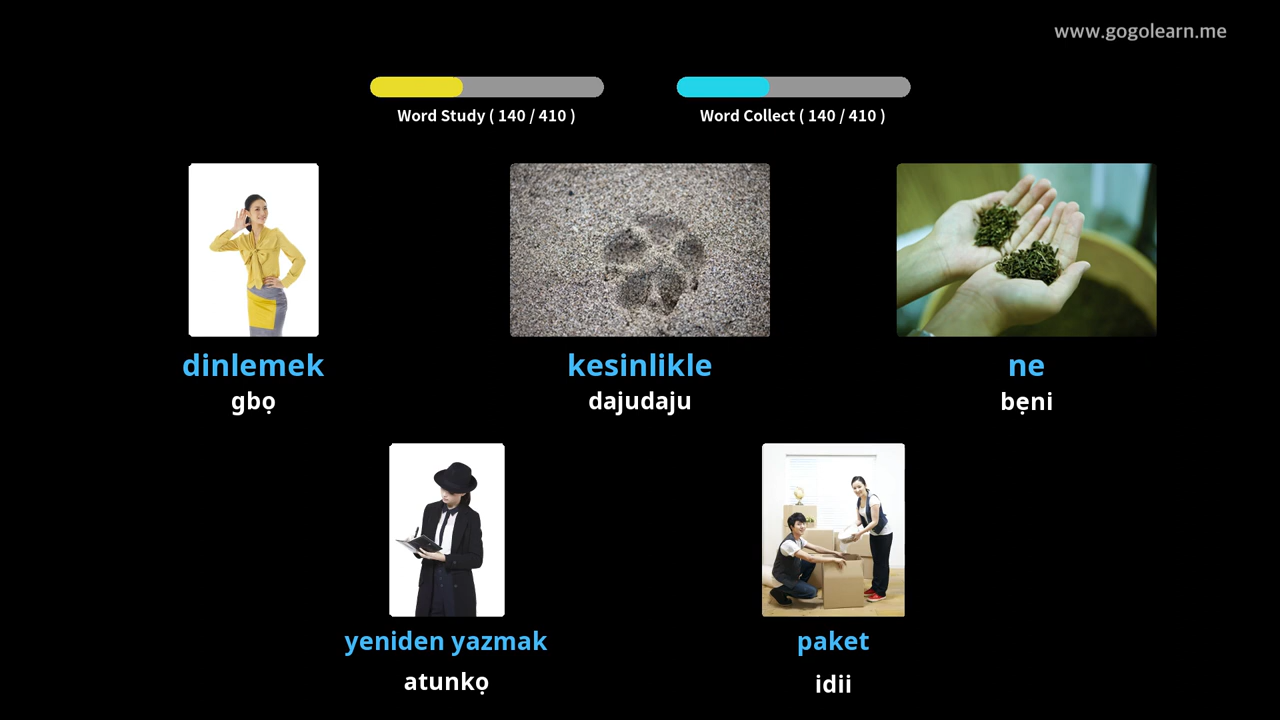 www.gogolearn.me
Word Study ( 140 / 410 )
Word Collect ( 140 / 410 )
dinlemek
gbọ
kesinlikle
dajudaju
ne
bẹni
yeniden yazmak
atunkọ
paket
idii